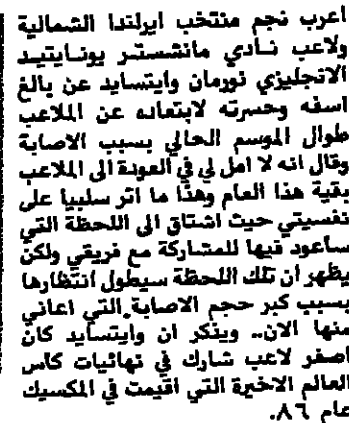 اعرب نجم منتخب ايرلندا الشمالية
ولاعب نادي مانشستر يونايتيد
الانجليزي نورمان وايتسايد عن بالغ
اسفه وحسرته لابتعاده عن الملاعب
طوال الموسم الحالي بسبب الاصابة
وقال انه لا امل لي في العودة الى الملاعب
بقية هذا العام وهذا ما اثر سلبيا على
نفسيتي حيث اشتاق الى اللحظة التي
ساعود فيها للمشاركة مع فريقي ولكن
يظهر ان تلك اللحظة سيطول انتظارها
بسبب كبر حجم الاصابة التي اعاني
منها الان.. ويذكر ان وايتسايد كان
اصغر لاعب شارك في نهائيات كاس
العالم الاخيرة التي اقيمت في المكسيك
عام ٨٦.